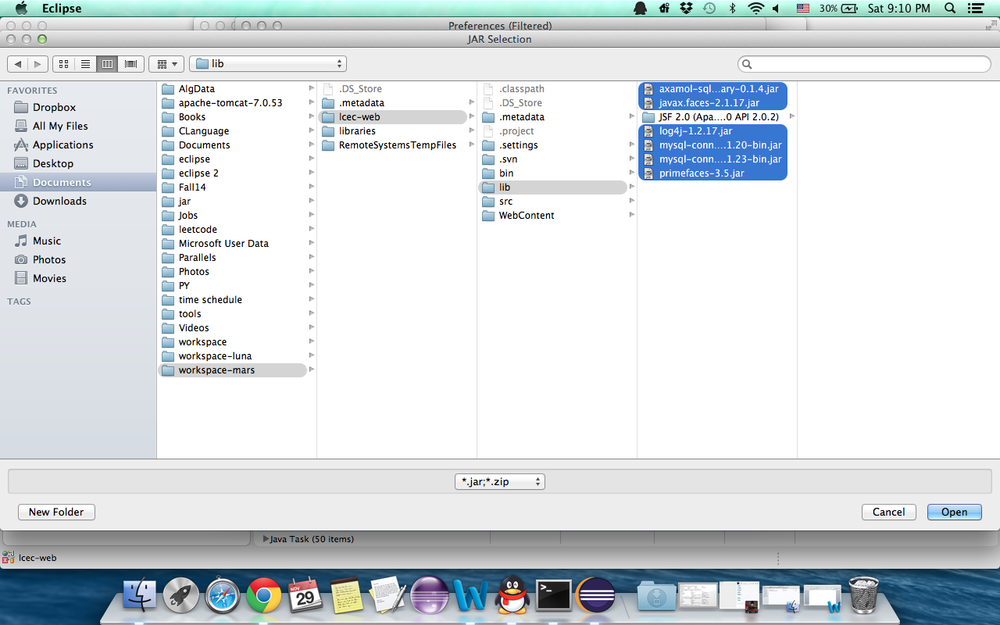 Eclipse
30%
Sat 9:10 PM
Preferences (Filtered)
JAR Selection
lib
FAVORITES
Dropbox
All My Files
Applications
Desktop
Documents
Downloads
MEDIA
Music
Photos
Movies
TAGS
AlgData
apache-tomcat-7.0.53
Books
CLanguage
Documents
eclipse
eclipse 2
Fall14
jar
Jobs
leetcode
Microsoft User Data
Parallels
Photos
PY
time schedule
tools
Videos
workspace
workspace-luna
workspace-mars
.DS_Store
.metadata
lcec-web
libraries
RemoteSystemsTempFiles
.classpath
.DS_Store
.metadata
.project
.settings
.svn
bin
lib
src
WebContent
axamol-sql...ary-0.1.4.jar
javax.faces-2.1.17.jar
JSF 2.0 (Apa....0 API 2.0.2)
log4j-1.2.17.jar
mysql-conn....1.20-bin.jar
mysql-conn....1.23-bin.jar
primefaces-3.5.jar
*.jar;*.zip
New Folder
Cancel
Open
Java Task (50 items)
lcec-web
NOV
29